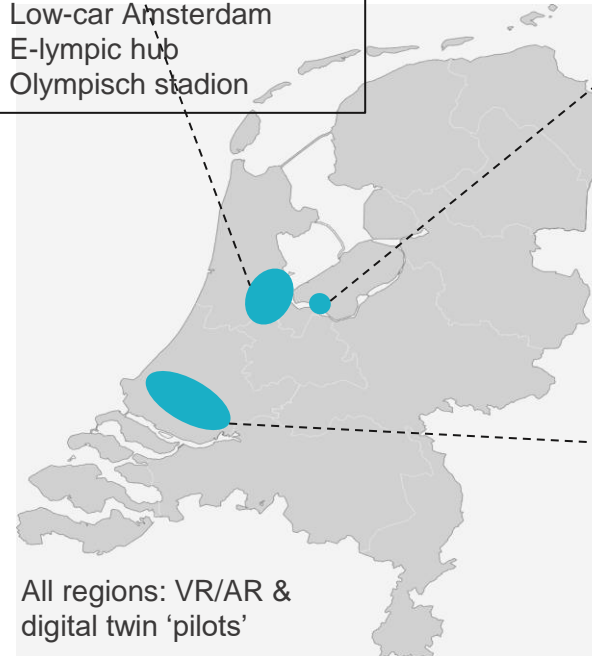 Low-car Amsterdam
E-lympic hub
Olympisch stadion
All regions: VR/AR &
digital twin ‘pilots’